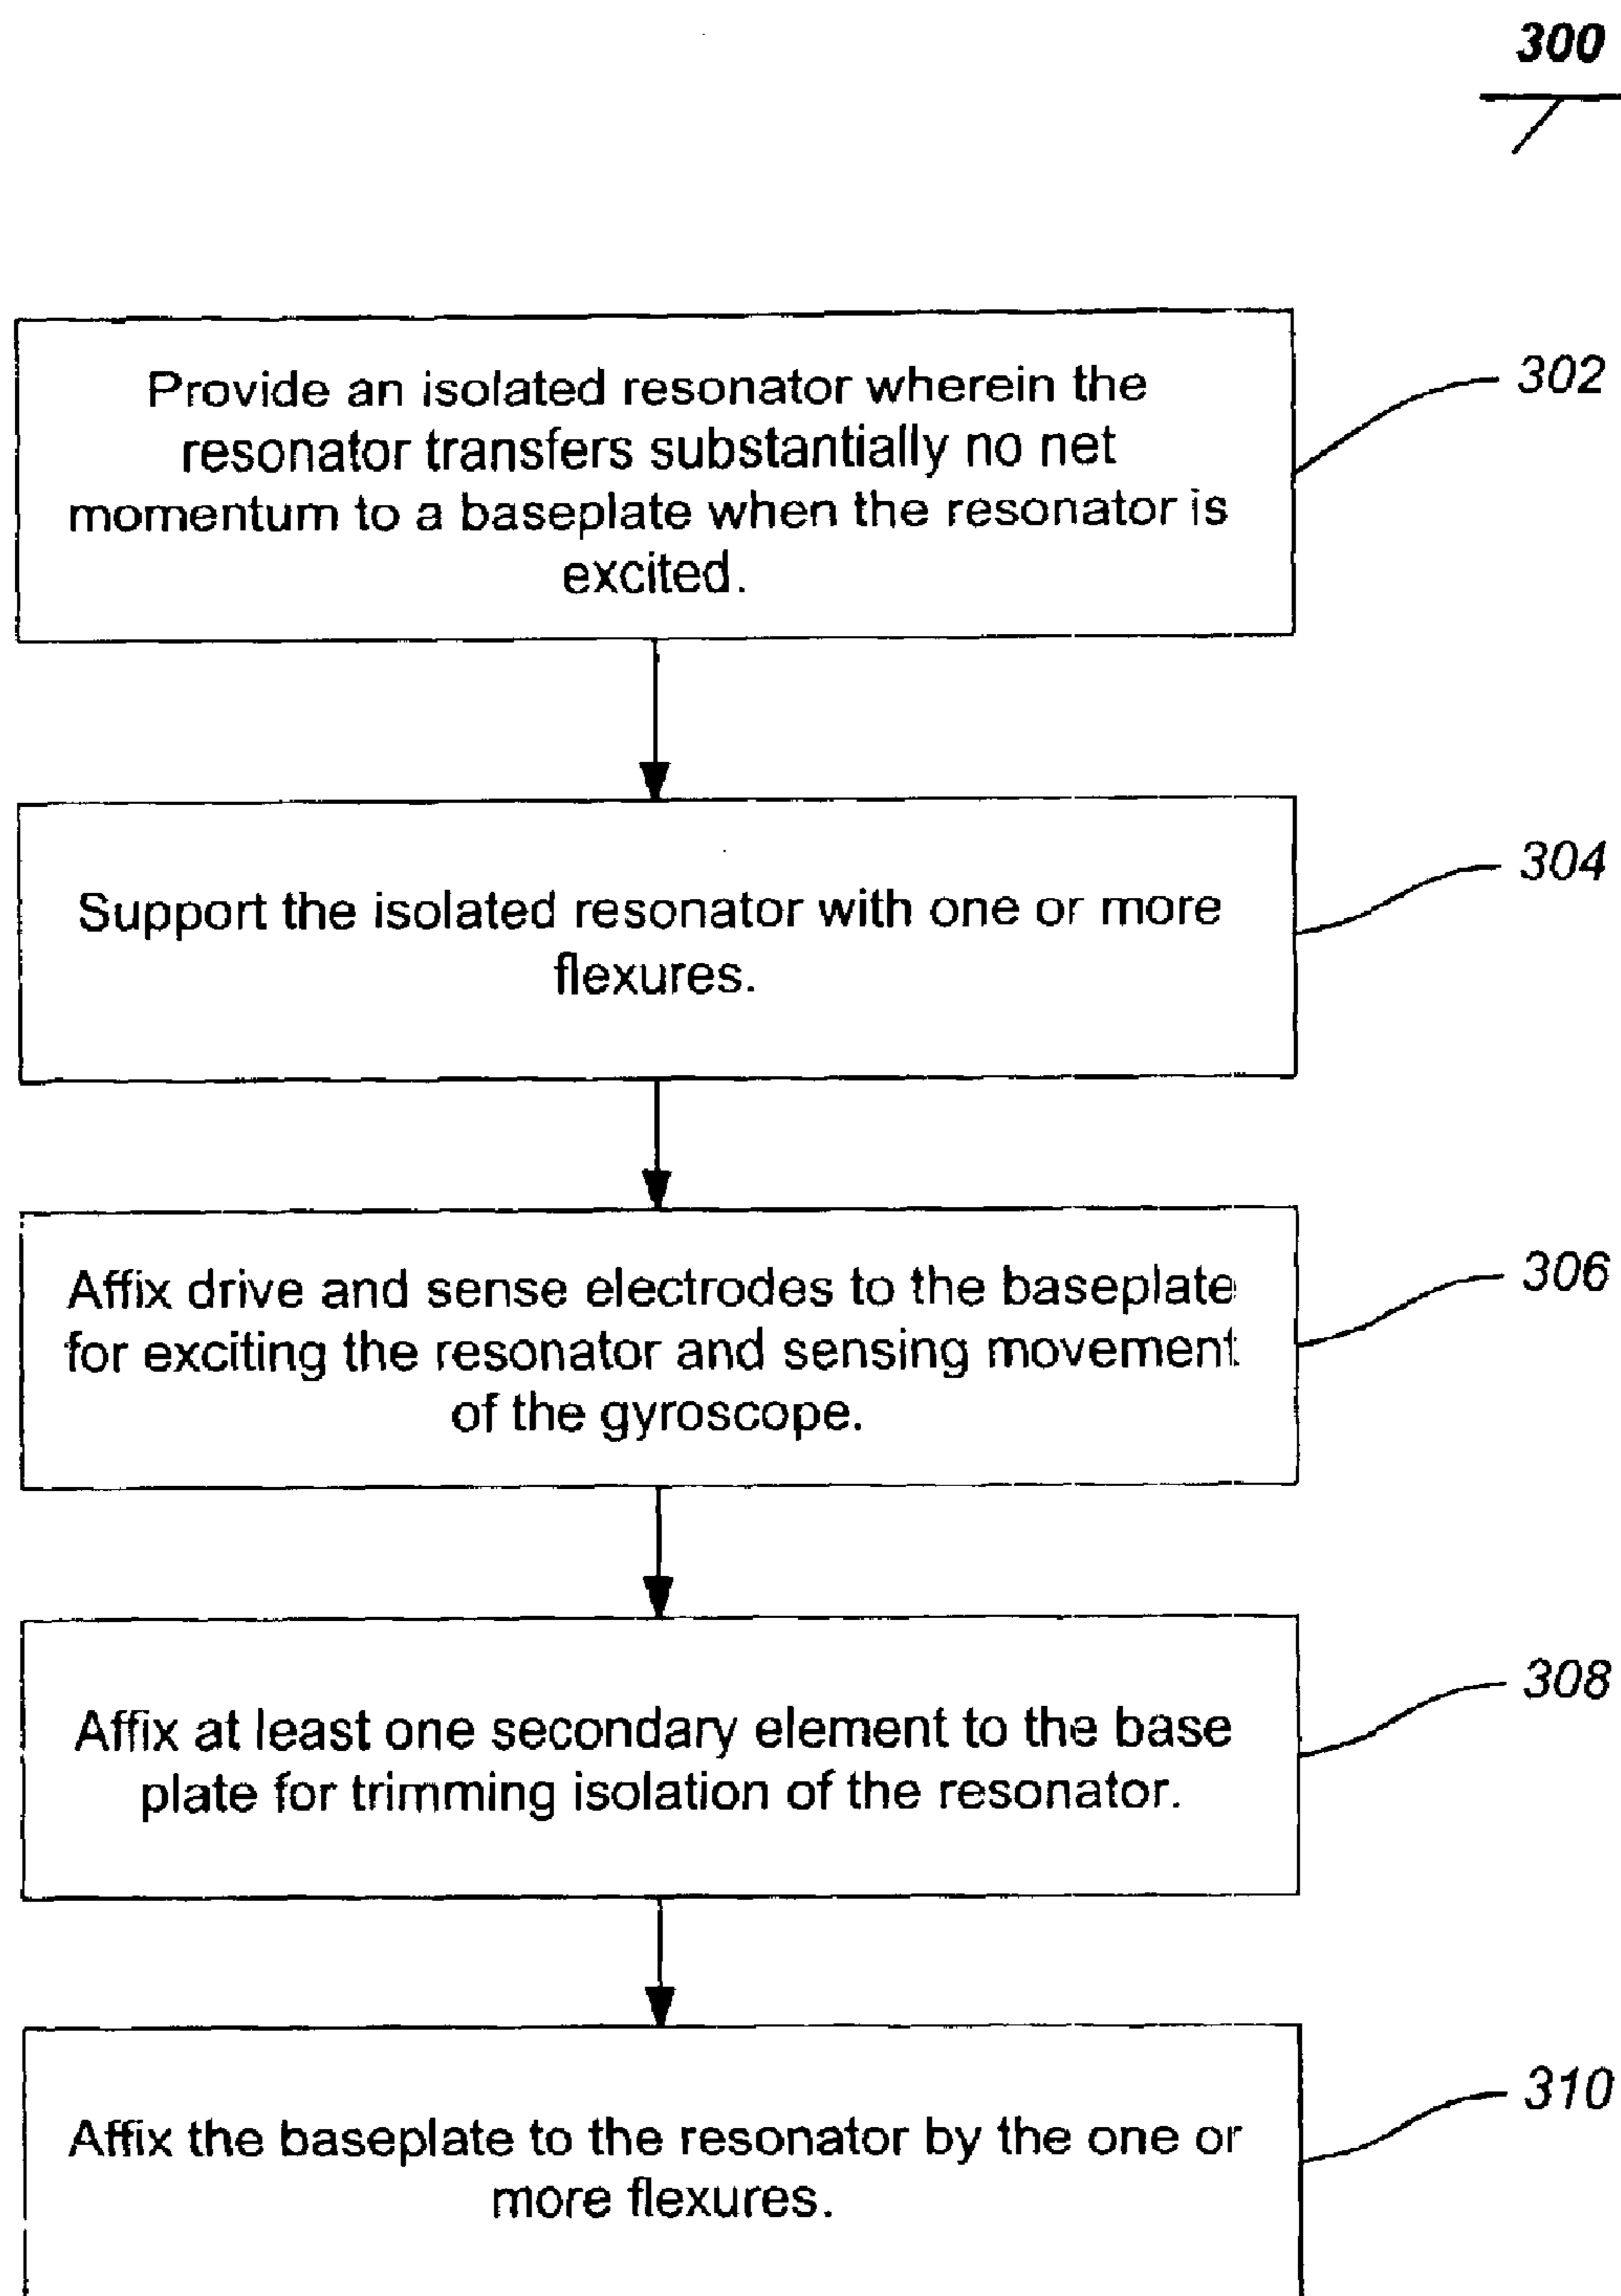 300
Provide an isolated resonator wherein the
resonator transfers substantially no net
momentum to a baseplate when the resonator is
excited.
302
Support the isolated resonator with one or more
flexures.
304
Affix drive and sense electrodes to the baseplate
for exciting the resonator and sensing movement
of the gyroscope.
306
Affix at least one secondary element to the base
plate for trimming isolation of the resonator.
308
Affix the baseplate to the resonator by the one or
more flexures.
310